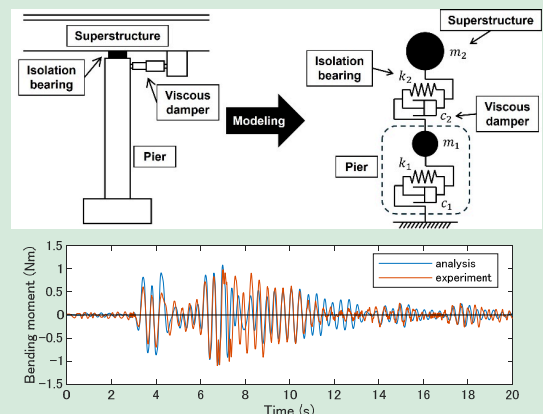 Superstructure
Isolation
bearing
Viscous
damper
Pier
Modeling
Superstructure
m₂
Isolation
bearing
k₂
c₂
Viscous
damper
m₁
Pier
k₁
c₁
Bending moment (Nm)
1.5
1
0.5
0
−0.5
−1
−1.5
analysis
experiment
0 2 4 6 8 10 12 14 16 18 20
Time (s)